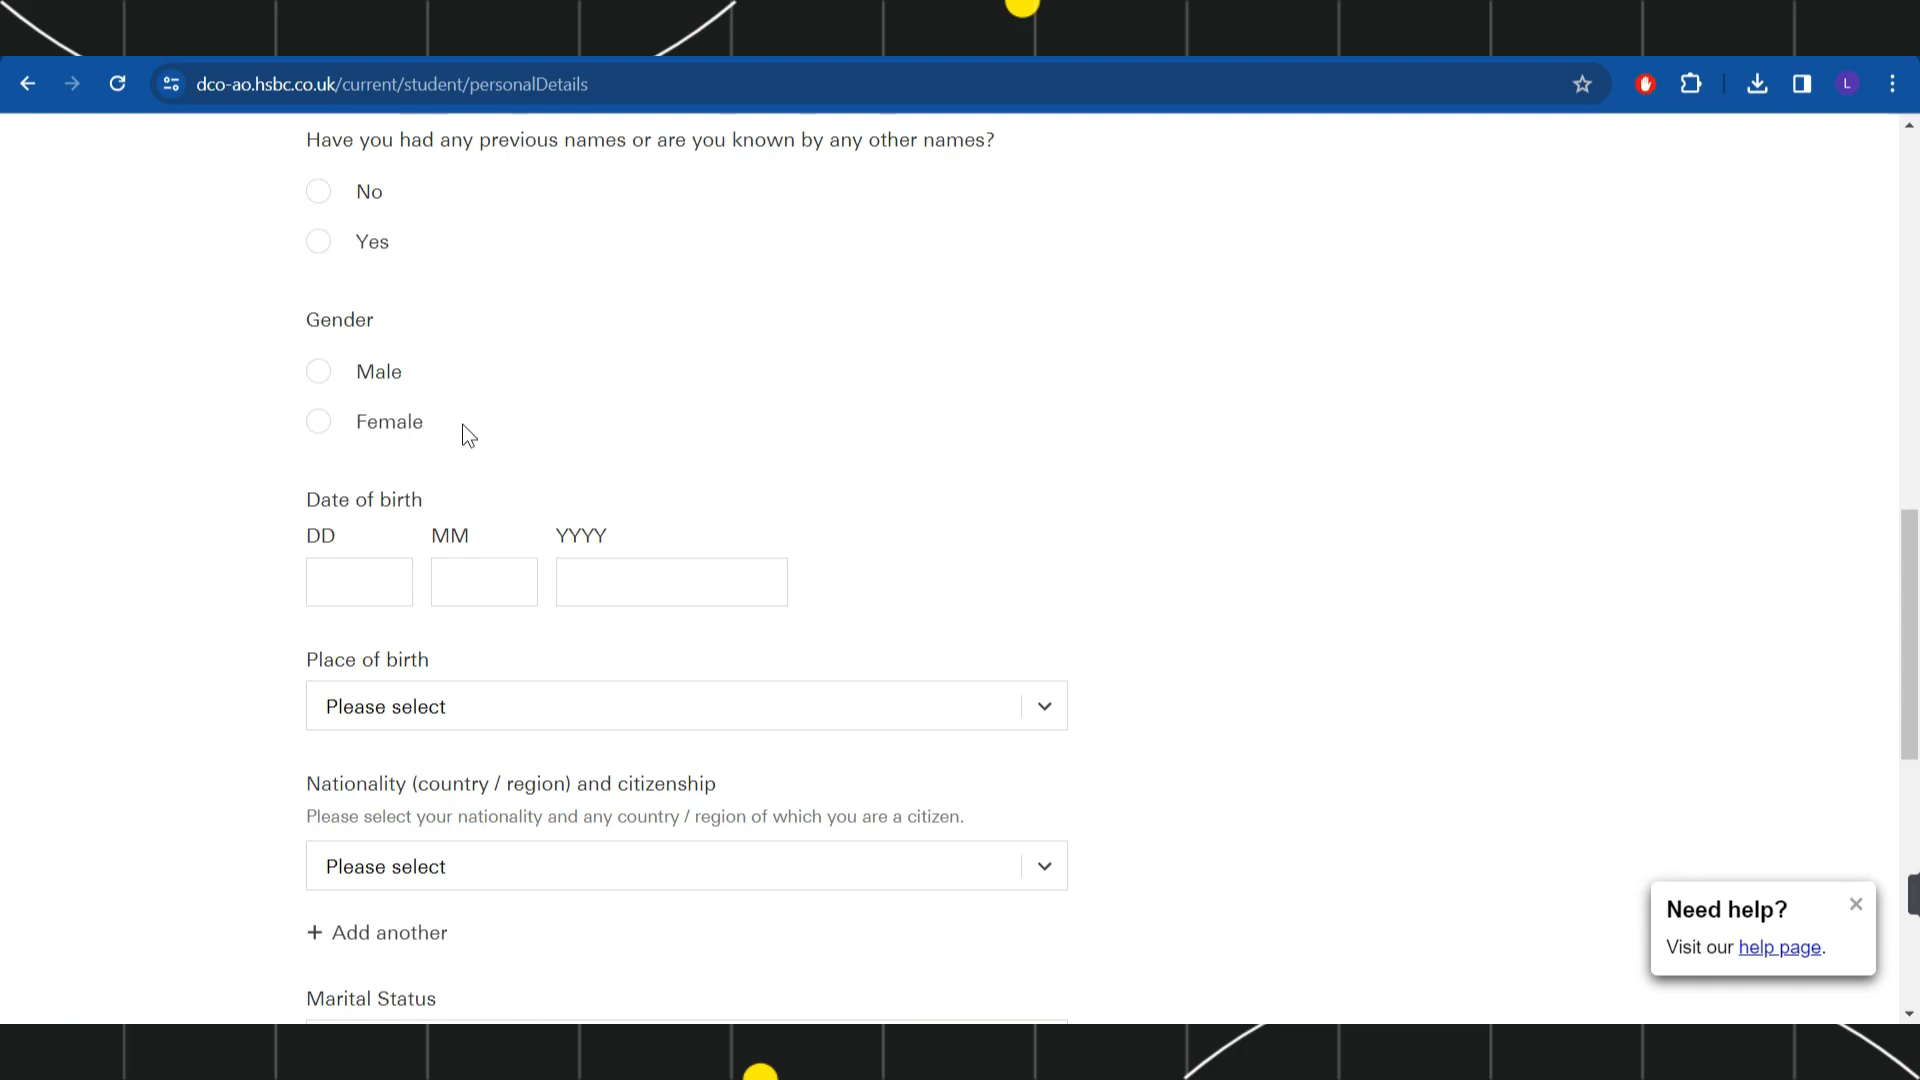 dco-ao.hsbc.co.uk/current/student/personalDetails
L
Have you had any previous names or are you known by any other names?
No
Yes
Gender
Male
Female
Date of birth
DD MM YYYY
Place of birth
Please select
Nationality (country / region) and citizenship
Please select your nationality and any country / region of which you are a citizen.
Please select
+ Add another
Marital Status
Need help?
Visit our help page.